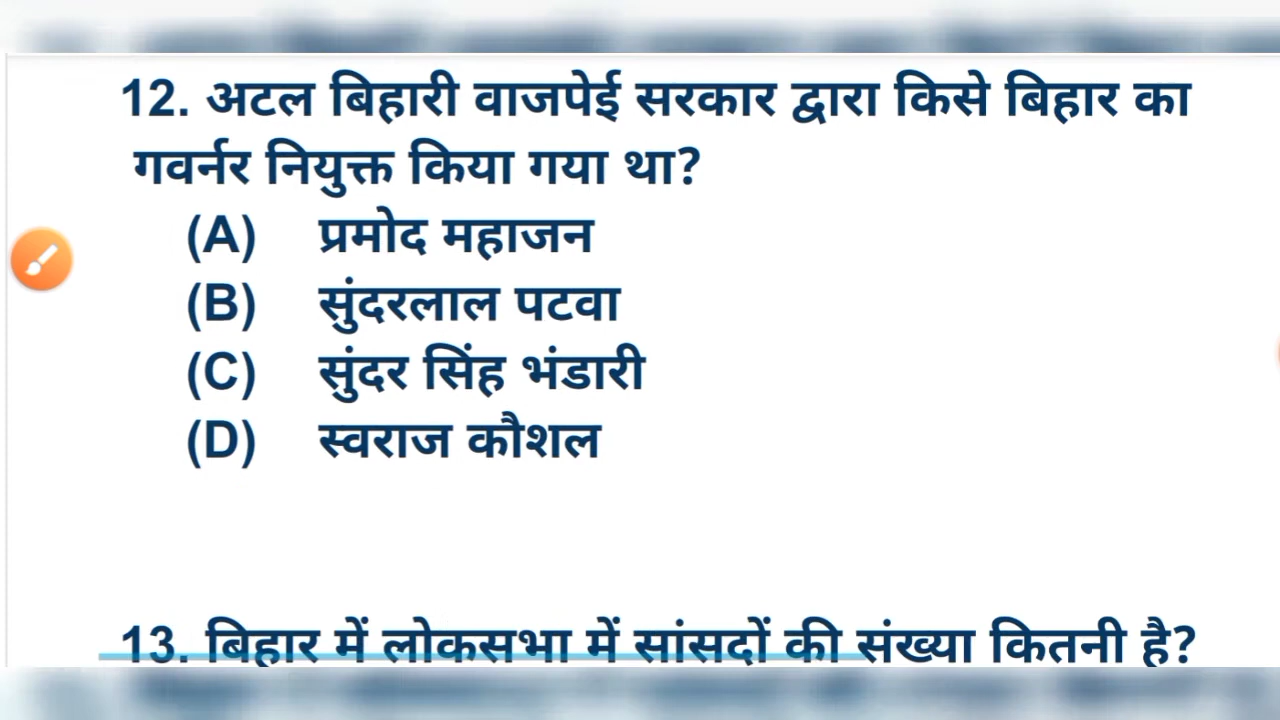 12. अटल बिहारी वाजपेई सरकार द्वारा किसे बिहार का
गवर्नर नियुक्त किया गया था?
(A) प्रमोद महाजन
(B) सुंदरलाल पटवा
(C) सुंदर सिंह भंडारी
(D) स्वराज कौशल
13. बिहार में लोकसभा में सांसदों की संख्या कितनी है?